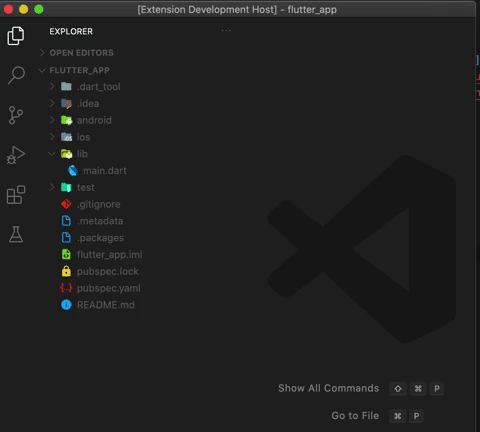 [Extension Development Host] - flutter_app
EXPLORER
...
OPEN EDITORS
FLUTTER_APP
.dart_tool
.idea
android
ios
lib
main.dart
test
.gitignore
.metadata
.packages
flutter_app.iml
pubspec.lock
pubspec.yaml
README.md
Show All Commands ⇧ ⌘ P
Go to File ⌘ P